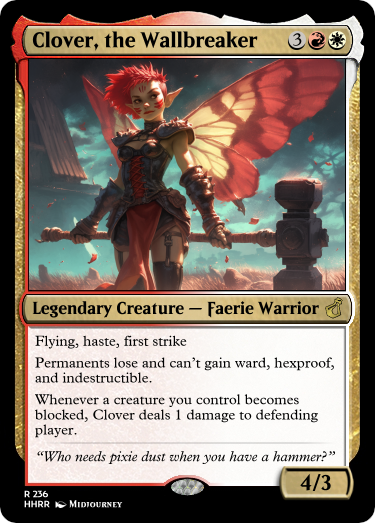 Clover, the Wallbreaker 3
Legendary Creature — Faerie Warrior
Flying, haste, first strike
Permanents lose and can’t gain ward, hexproof,
and indestructible.
Whenever a creature you control becomes
blocked, Clover deals 1 damage to defending
player.
“Who needs pixie dust when you have a hammer?”
4/3
R 236
HHRR Midjourney